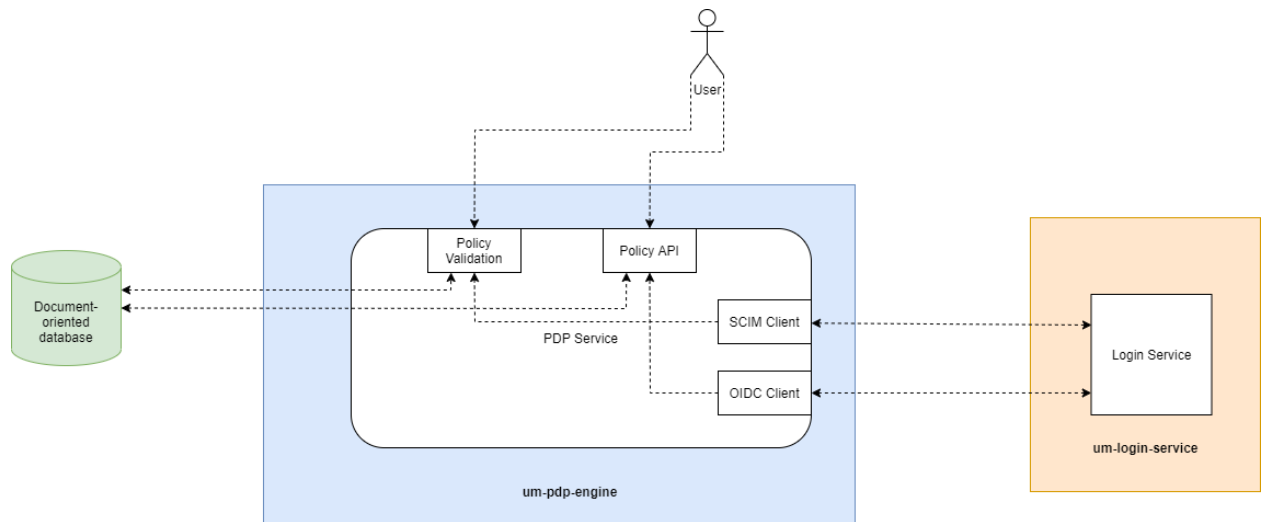 User
Policy
Validation
Policy API
Document-
oriented
database
SCIM Client
PDP Service
Login Service
OIDC Client
um-login-service
um-pdp-engine